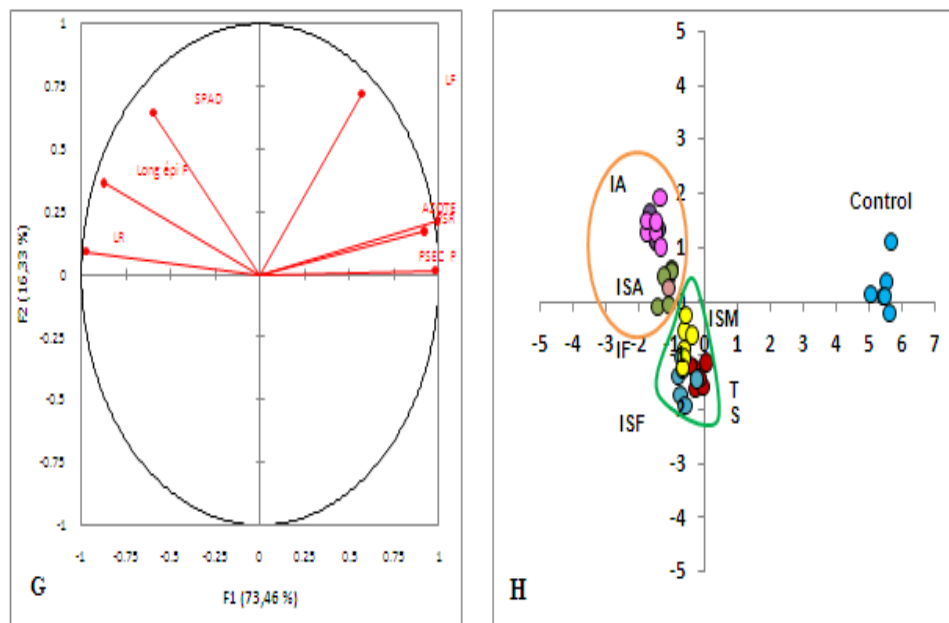 1
0.75
0.5
0.25
0
-0.25
-0.5
-0.75
-1
-1 -0.75 -0.5 -0.25 0 0.25 0.5 0.75 1
F2 (16,33 %)
F1 (73,46 %)
SPAD
Long épi P
LR
PSEC P
G
5
4
3
2
1
-1
-3
-4
-5
-5 -4 -3 -2 -1 0 1 2 3 4 5 6 7
IA
Control
ISA
ISM
IF
ISF
T
S
H